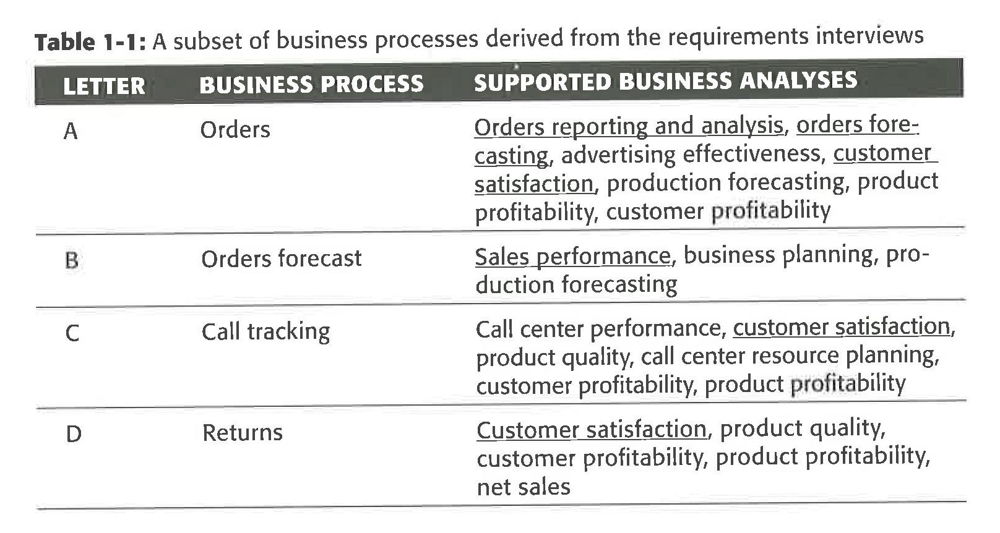 Table 1-1: A subset of business processes derived from the requirements interviews
LETTER BUSINESS PROCESS SUPPORTED BUSINESS ANALYSES
A Orders Orders reporting and analysis, orders fore-
casting, advertising effectiveness, customer
satisfaction, production forecasting, product
profitability, customer profitability
B Orders forecast Sales performance, business planning, pro-
duction forecasting
C Call tracking Call center performance, customer satisfaction,
product quality, call center resource planning,
customer profitability, product profitability
D Returns Customer satisfaction, product quality,
customer profitability, product profitability,
net sales